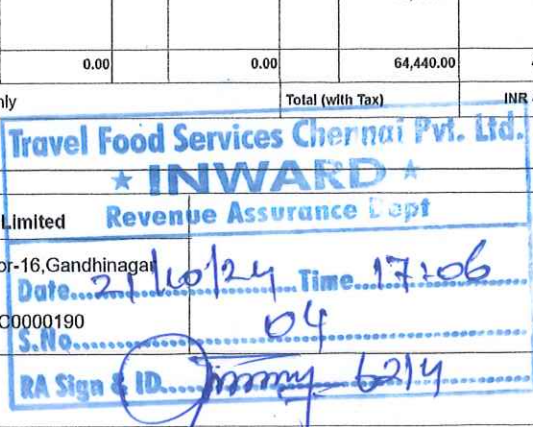 0.00 0.00 64,440.00
nly Total (with Tax) INR
Travel Food Services Chennai Pvt. Ltd.
★ INWARD ★
Limited Revenue Assurance Dept
or-16,Gandhinagar
Date...21/10/24...Time...17:06
C0000190
S.No...04
RA Sign & ID... 6214